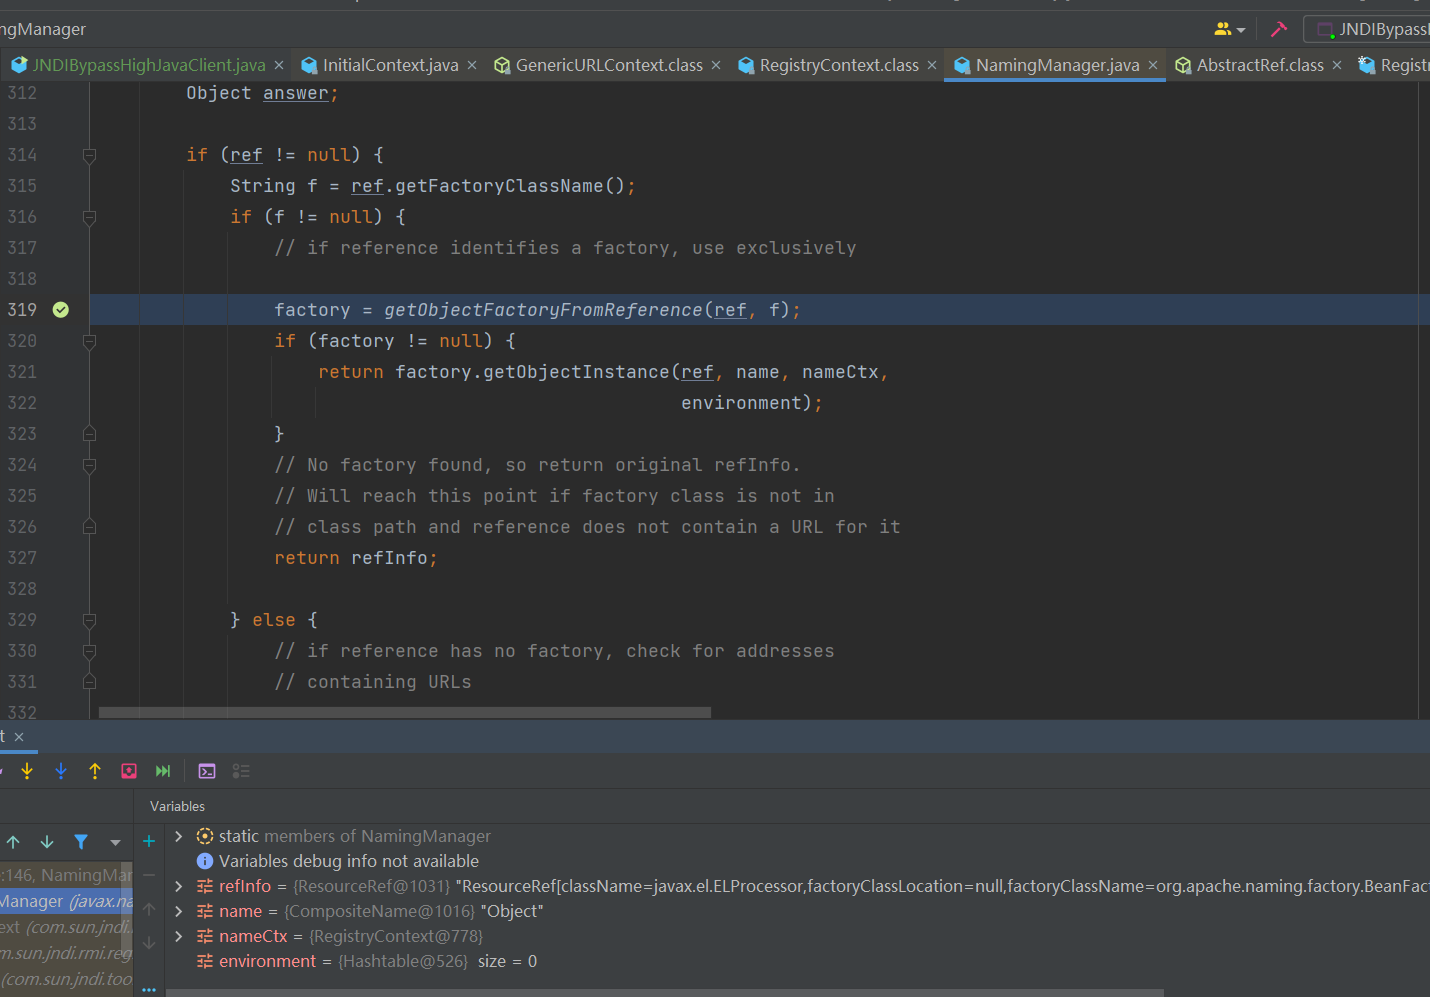 ngManager
JNDIBypassH
JNDIBypassHighJavaClient.java
InitialContext.java
GenericURLContext.class
RegistryContext.class
NamingManager.java
AbstractRef.class
Registr
312 Object answer;
313
314 if (ref != null) {
315 String f = ref.getFactoryClassName();
316 if (f != null) {
317 // if reference identifies a factory, use exclusively
318
319 factory = getObjectFactoryFromReference(ref, f);
320 if (factory != null) {
321 return factory.getObjectInstance(ref, name, nameCtx,
322 environment);
323 }
324 // No factory found, so return original refInfo.
325 // Will reach this point if factory class is not in
326 // class path and reference does not contain a URL for it
327 return refInfo;
328
329 } else {
330 // if reference has no factory, check for addresses
331 // containing URLs
332
t
Variables
static members of NamingManager
Variables debug info not available
refInfo = {ResourceRef@1031} "ResourceRef[className=javax.el.ELProcessor,factoryClassLocation=null,factoryClassName=org.apache.naming.factory.BeanFact
name = {CompositeName@1016} "Object"
nameCtx = {RegistryContext@778}
environment = {Hashtable@526} size = 0
:146, NamingMan
Manager (javax.na
ext (com.sun.jndi.
m.sun.jndi.rmi.reg
(com.sun.jndi.too